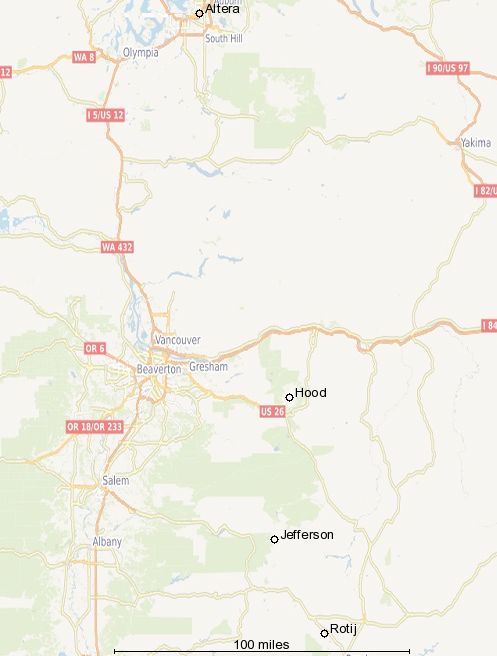 Altera
South Hill
Olympia
WA 8
12
I 90/US 97
I 5/US 12
Yakima
I 82/U
WA 432
I 84
Vancouver
OR 6
Gresham
Beaverton
Hood
US 26
OR 18/OR 233
Salem
Jefferson
Albany
Rotij
100 miles